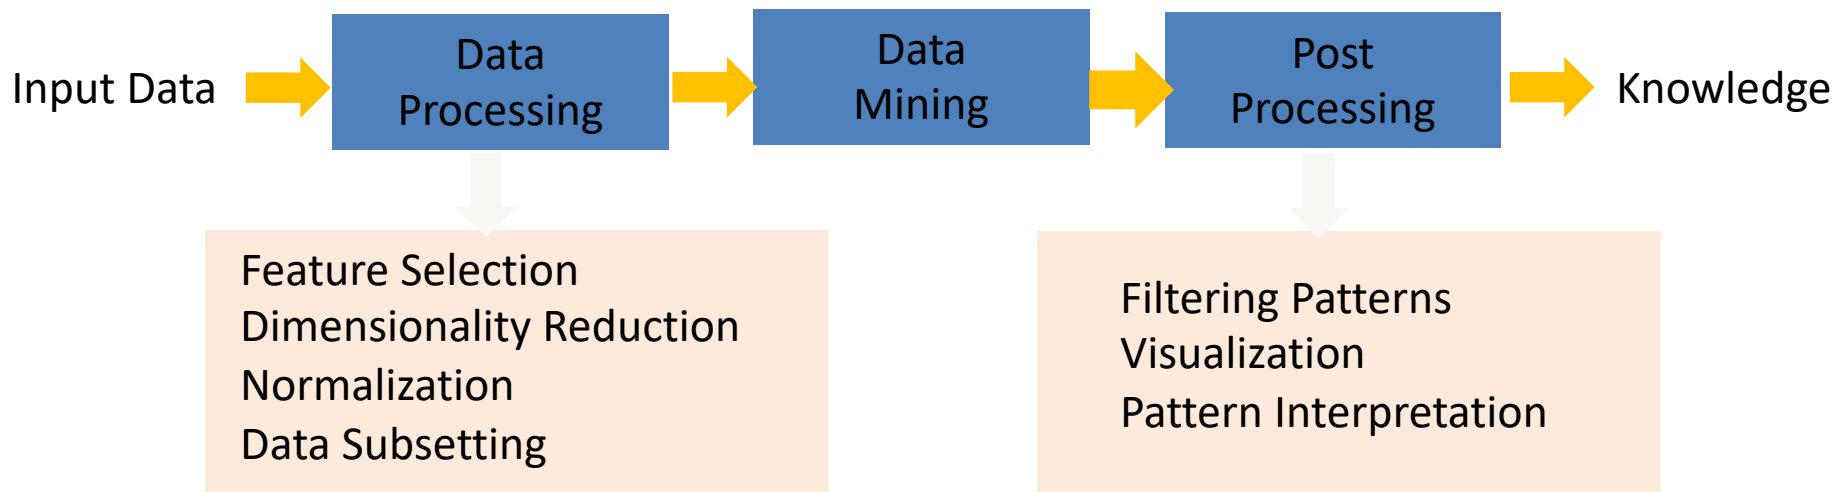 Input Data
Data
Processing
Data
Mining
Post
Processing
Knowledge
Feature Selection
Dimensionality Reduction
Normalization
Data Subsetting
Filtering Patterns
Visualization
Pattern Interpretation